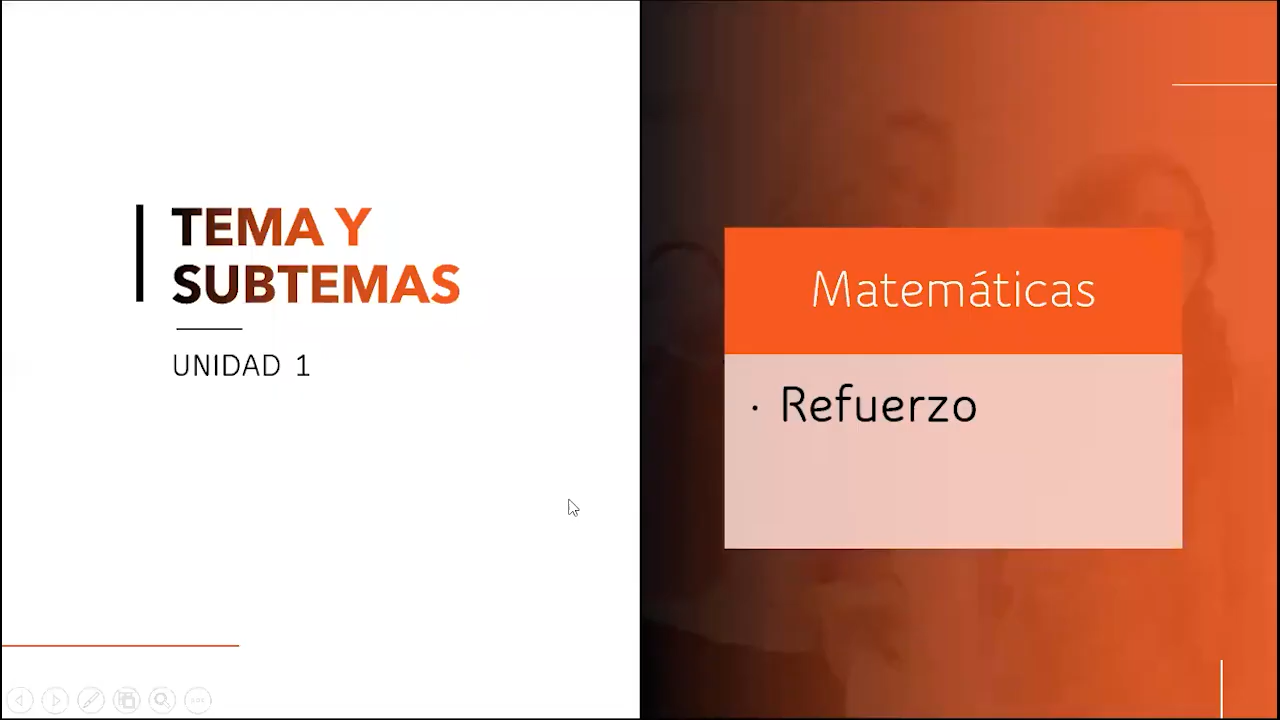 TEMA Y
SUBTEMAS
UNIDAD 1
Matemáticas
· Refuerzo